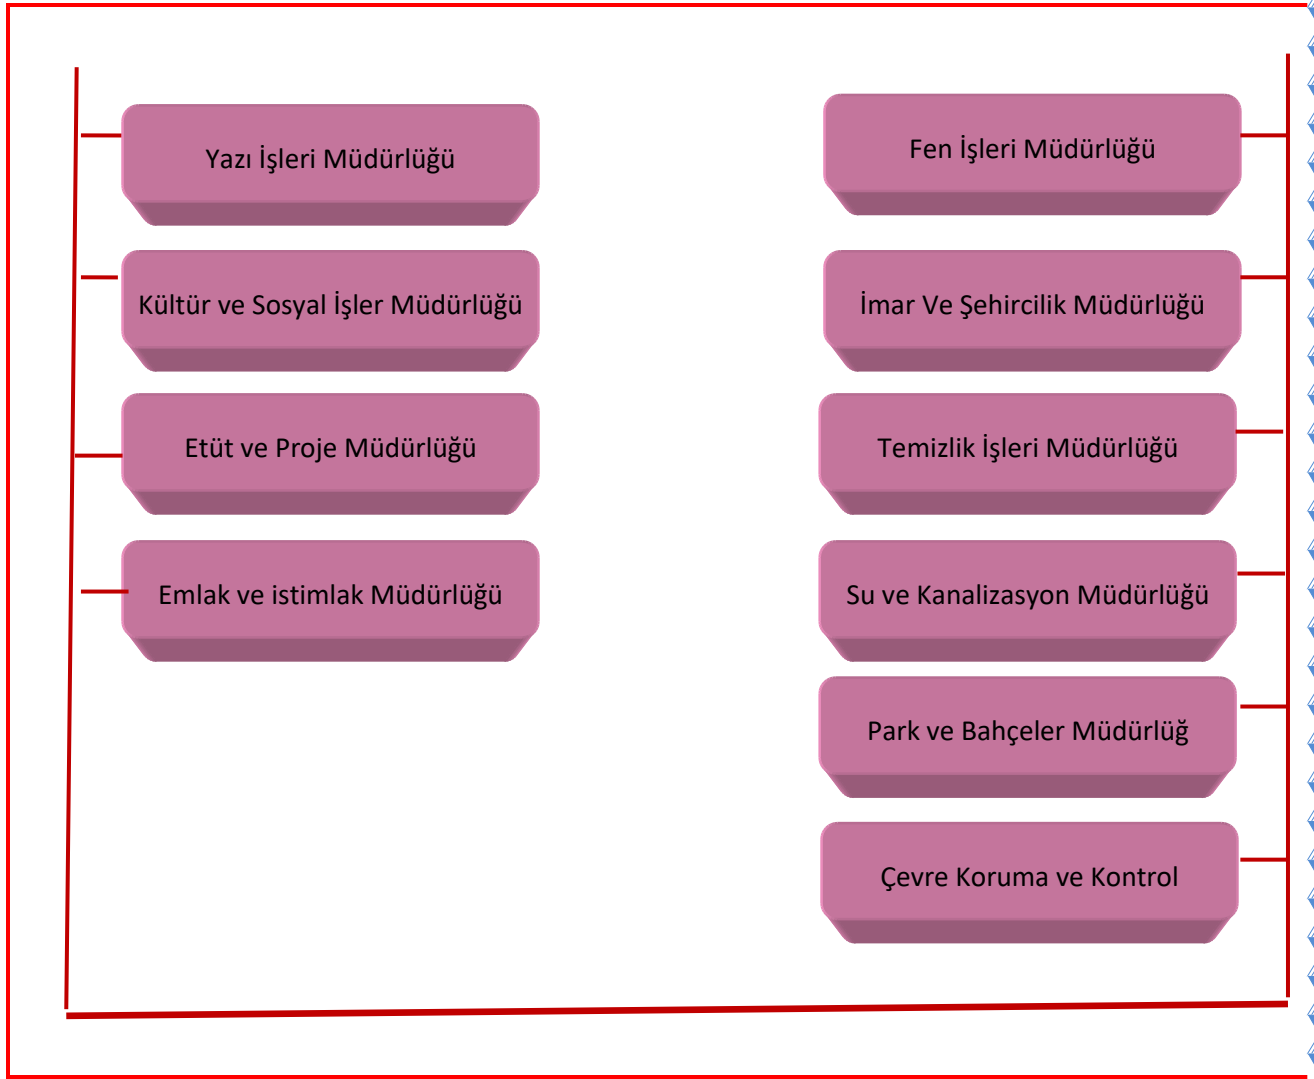 Yazı İşleri Müdürlüğü
Kültür ve Sosyal İşler Müdürlüğü
Etüt ve Proje Müdürlüğü
Emlak ve istimlak Müdürlüğü
Fen İşleri Müdürlüğü
İmar Ve Şehircilik Müdürlüğü
Temizlik İşleri Müdürlüğü
Su ve Kanalizasyon Müdürlüğü
Park ve Bahçeler Müdürlüğ
Çevre Koruma ve Kontrol